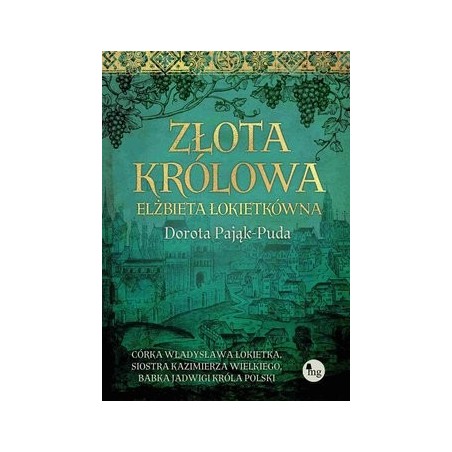 ZŁOTA
KRÓLOWA
ELŻBIETA ŁOKIETKÓWNA
Dorota Pająk-Puda
CÓRKA WŁADYSŁAWA ŁOKIETKA,
SIOSTRA KAZIMIERZA WIELKIEGO,
BABKA JADWIGI KRÓLA POLSKI
mg